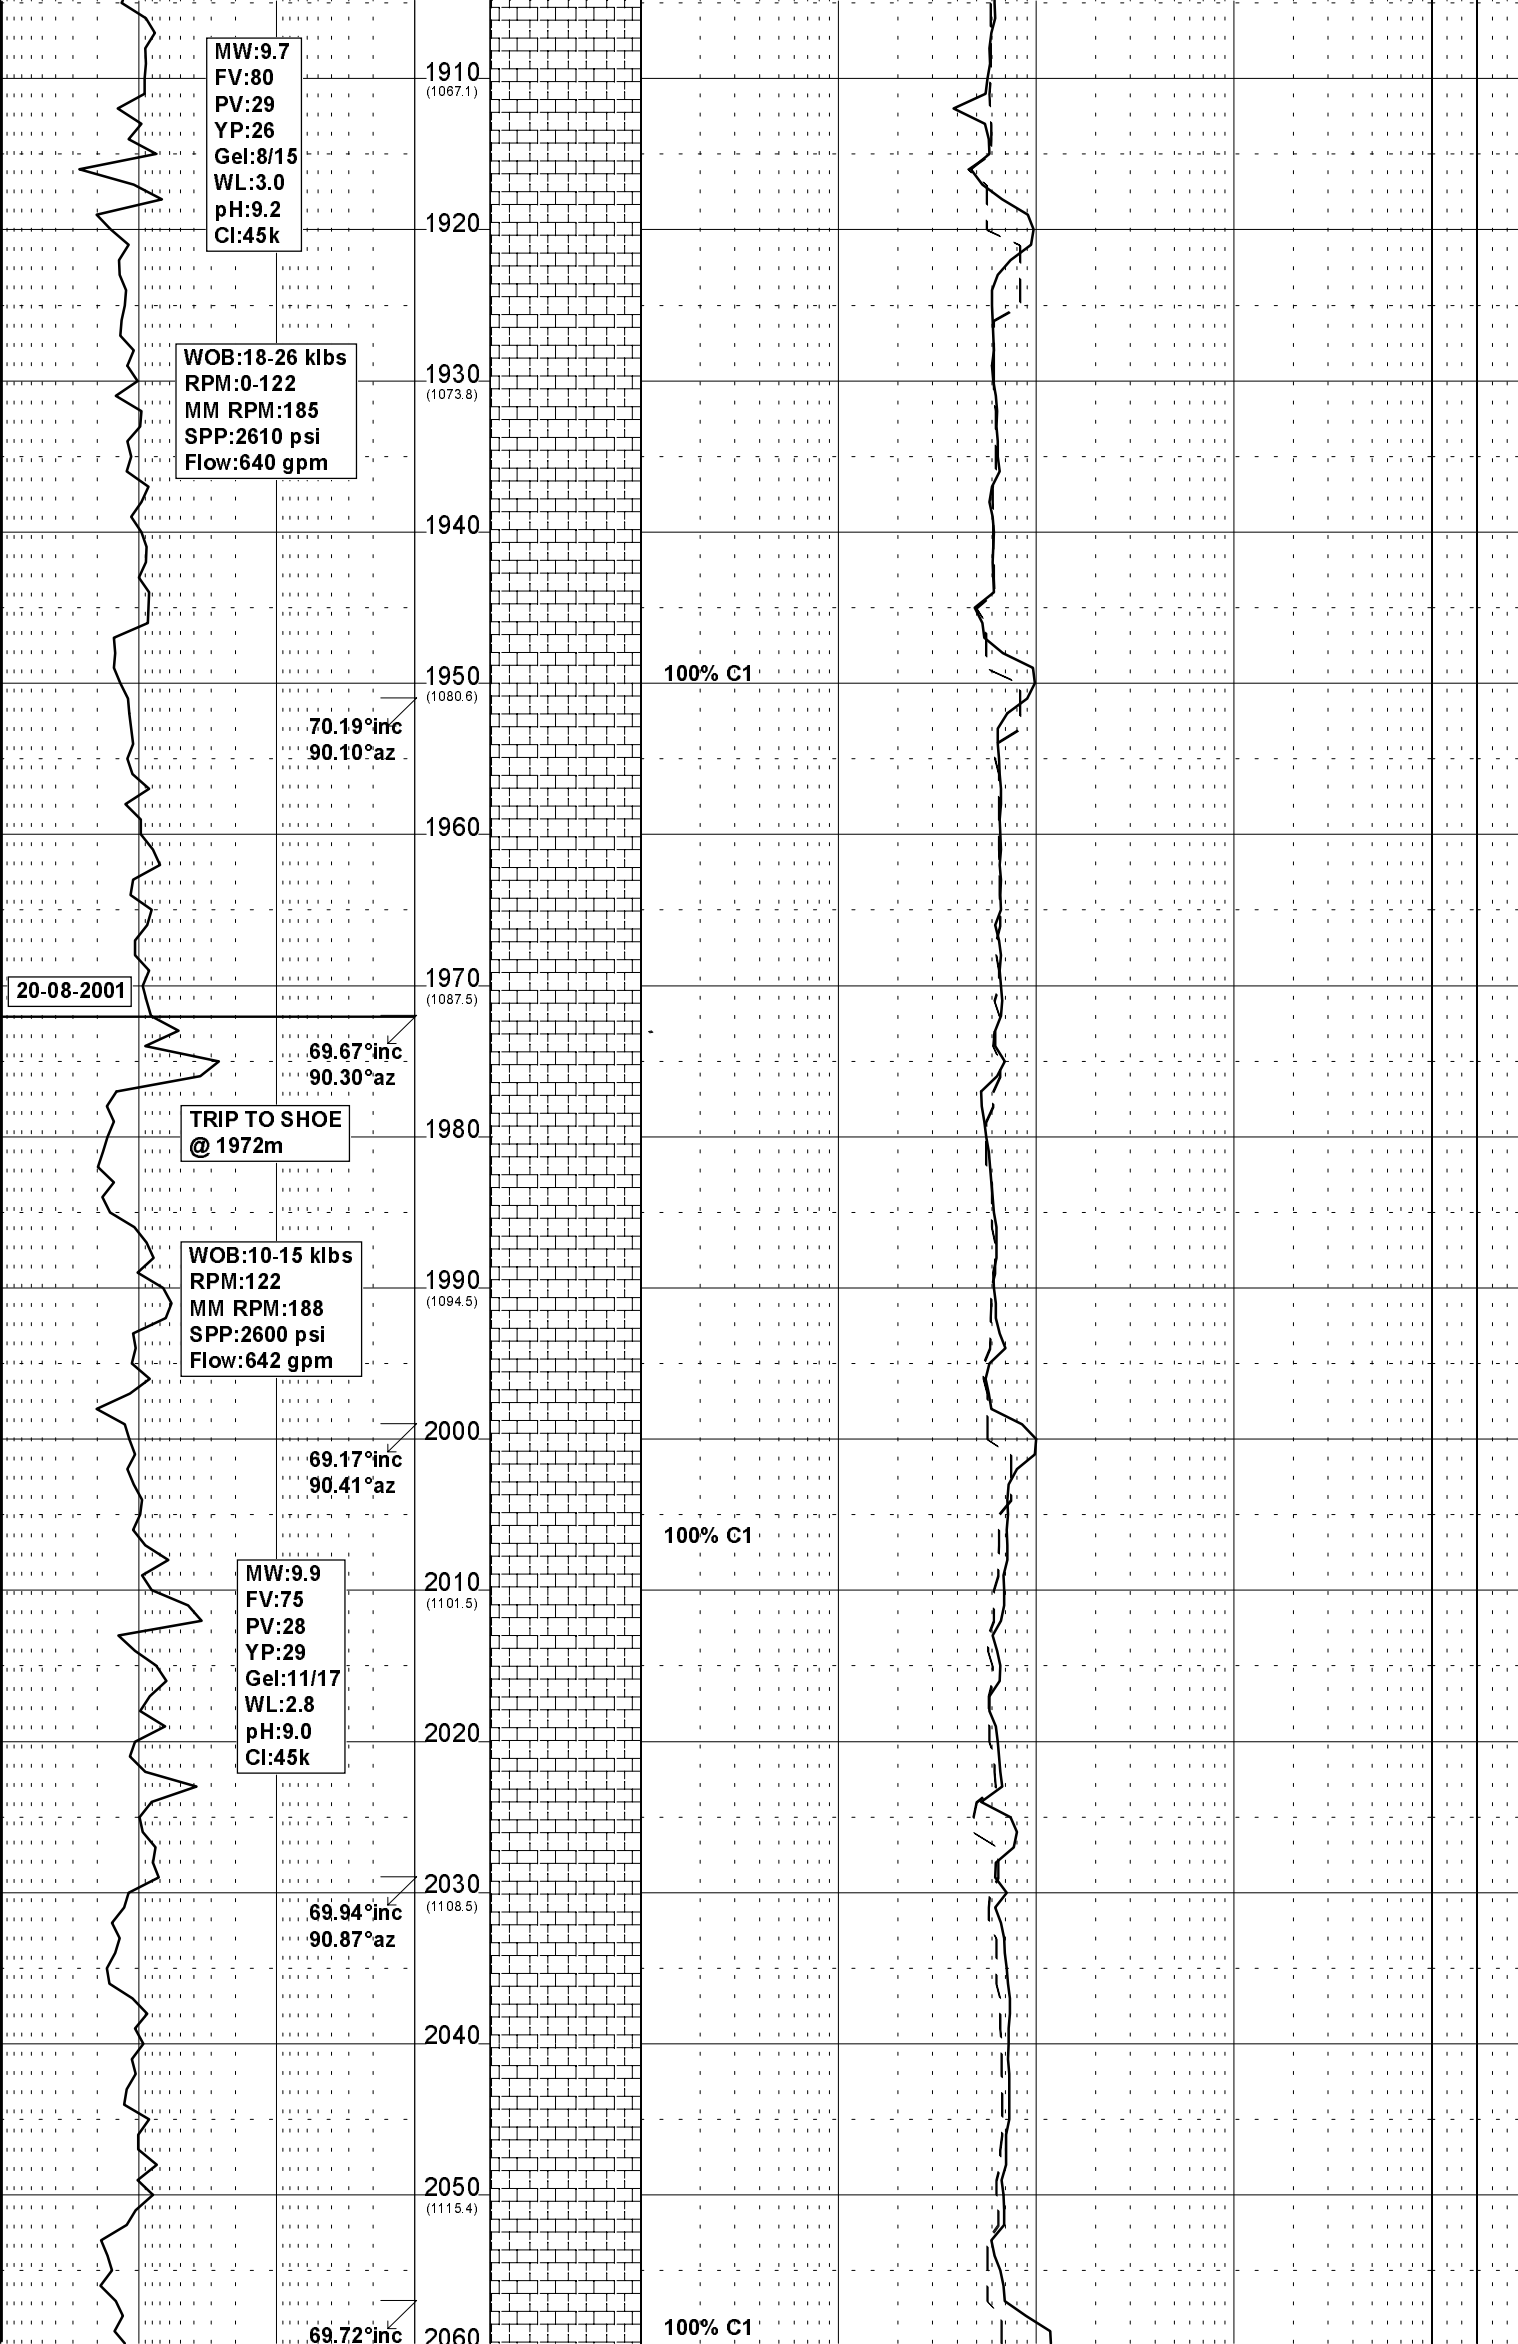 MW:9.7
FV:80
PV:29
YP:26
Gel:8/15
WL:3.0
pH:9.2
Cl:45k
1910
(1067.1)
1920
WOB:18-26 klbs
RPM:0-122
MM RPM:185
SPP:2610 psi
Flow:640 gpm
1930
(1073.8)
1940
1950
(1080.6)
100% C1
70.19°inc
90.10°az
1960
1970
(1087.5)
20-08-2001
69.67°inc
90.30°az
TRIP TO SHOE
@ 1972m
1980
WOB:10-15 klbs
RPM:122
MM RPM:188
SPP:2600 psi
Flow:642 gpm
1990
(1094.5)
2000
69.17°inc
90.41°az
100% C1
MW:9.9
FV:75
PV:28
YP:29
Gel:11/17
WL:2.8
pH:9.0
Cl:45k
2010
(1101.5)
2020
2030
(1108.5)
69.94°inc
90.87°az
2040
2050
(1115.4)
69.72°inc
2060
100% C1